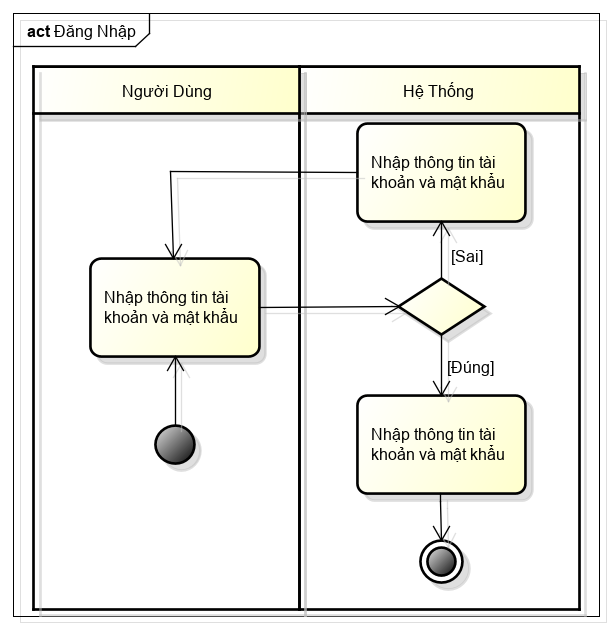 act Đăng Nhập
Người Dùng
Hệ Thống
Nhập thông tin tài
khoản và mật khẩu
[Sai]
Nhập thông tin tài
khoản và mật khẩu
[Đúng]
Nhập thông tin tài
khoản và mật khẩu